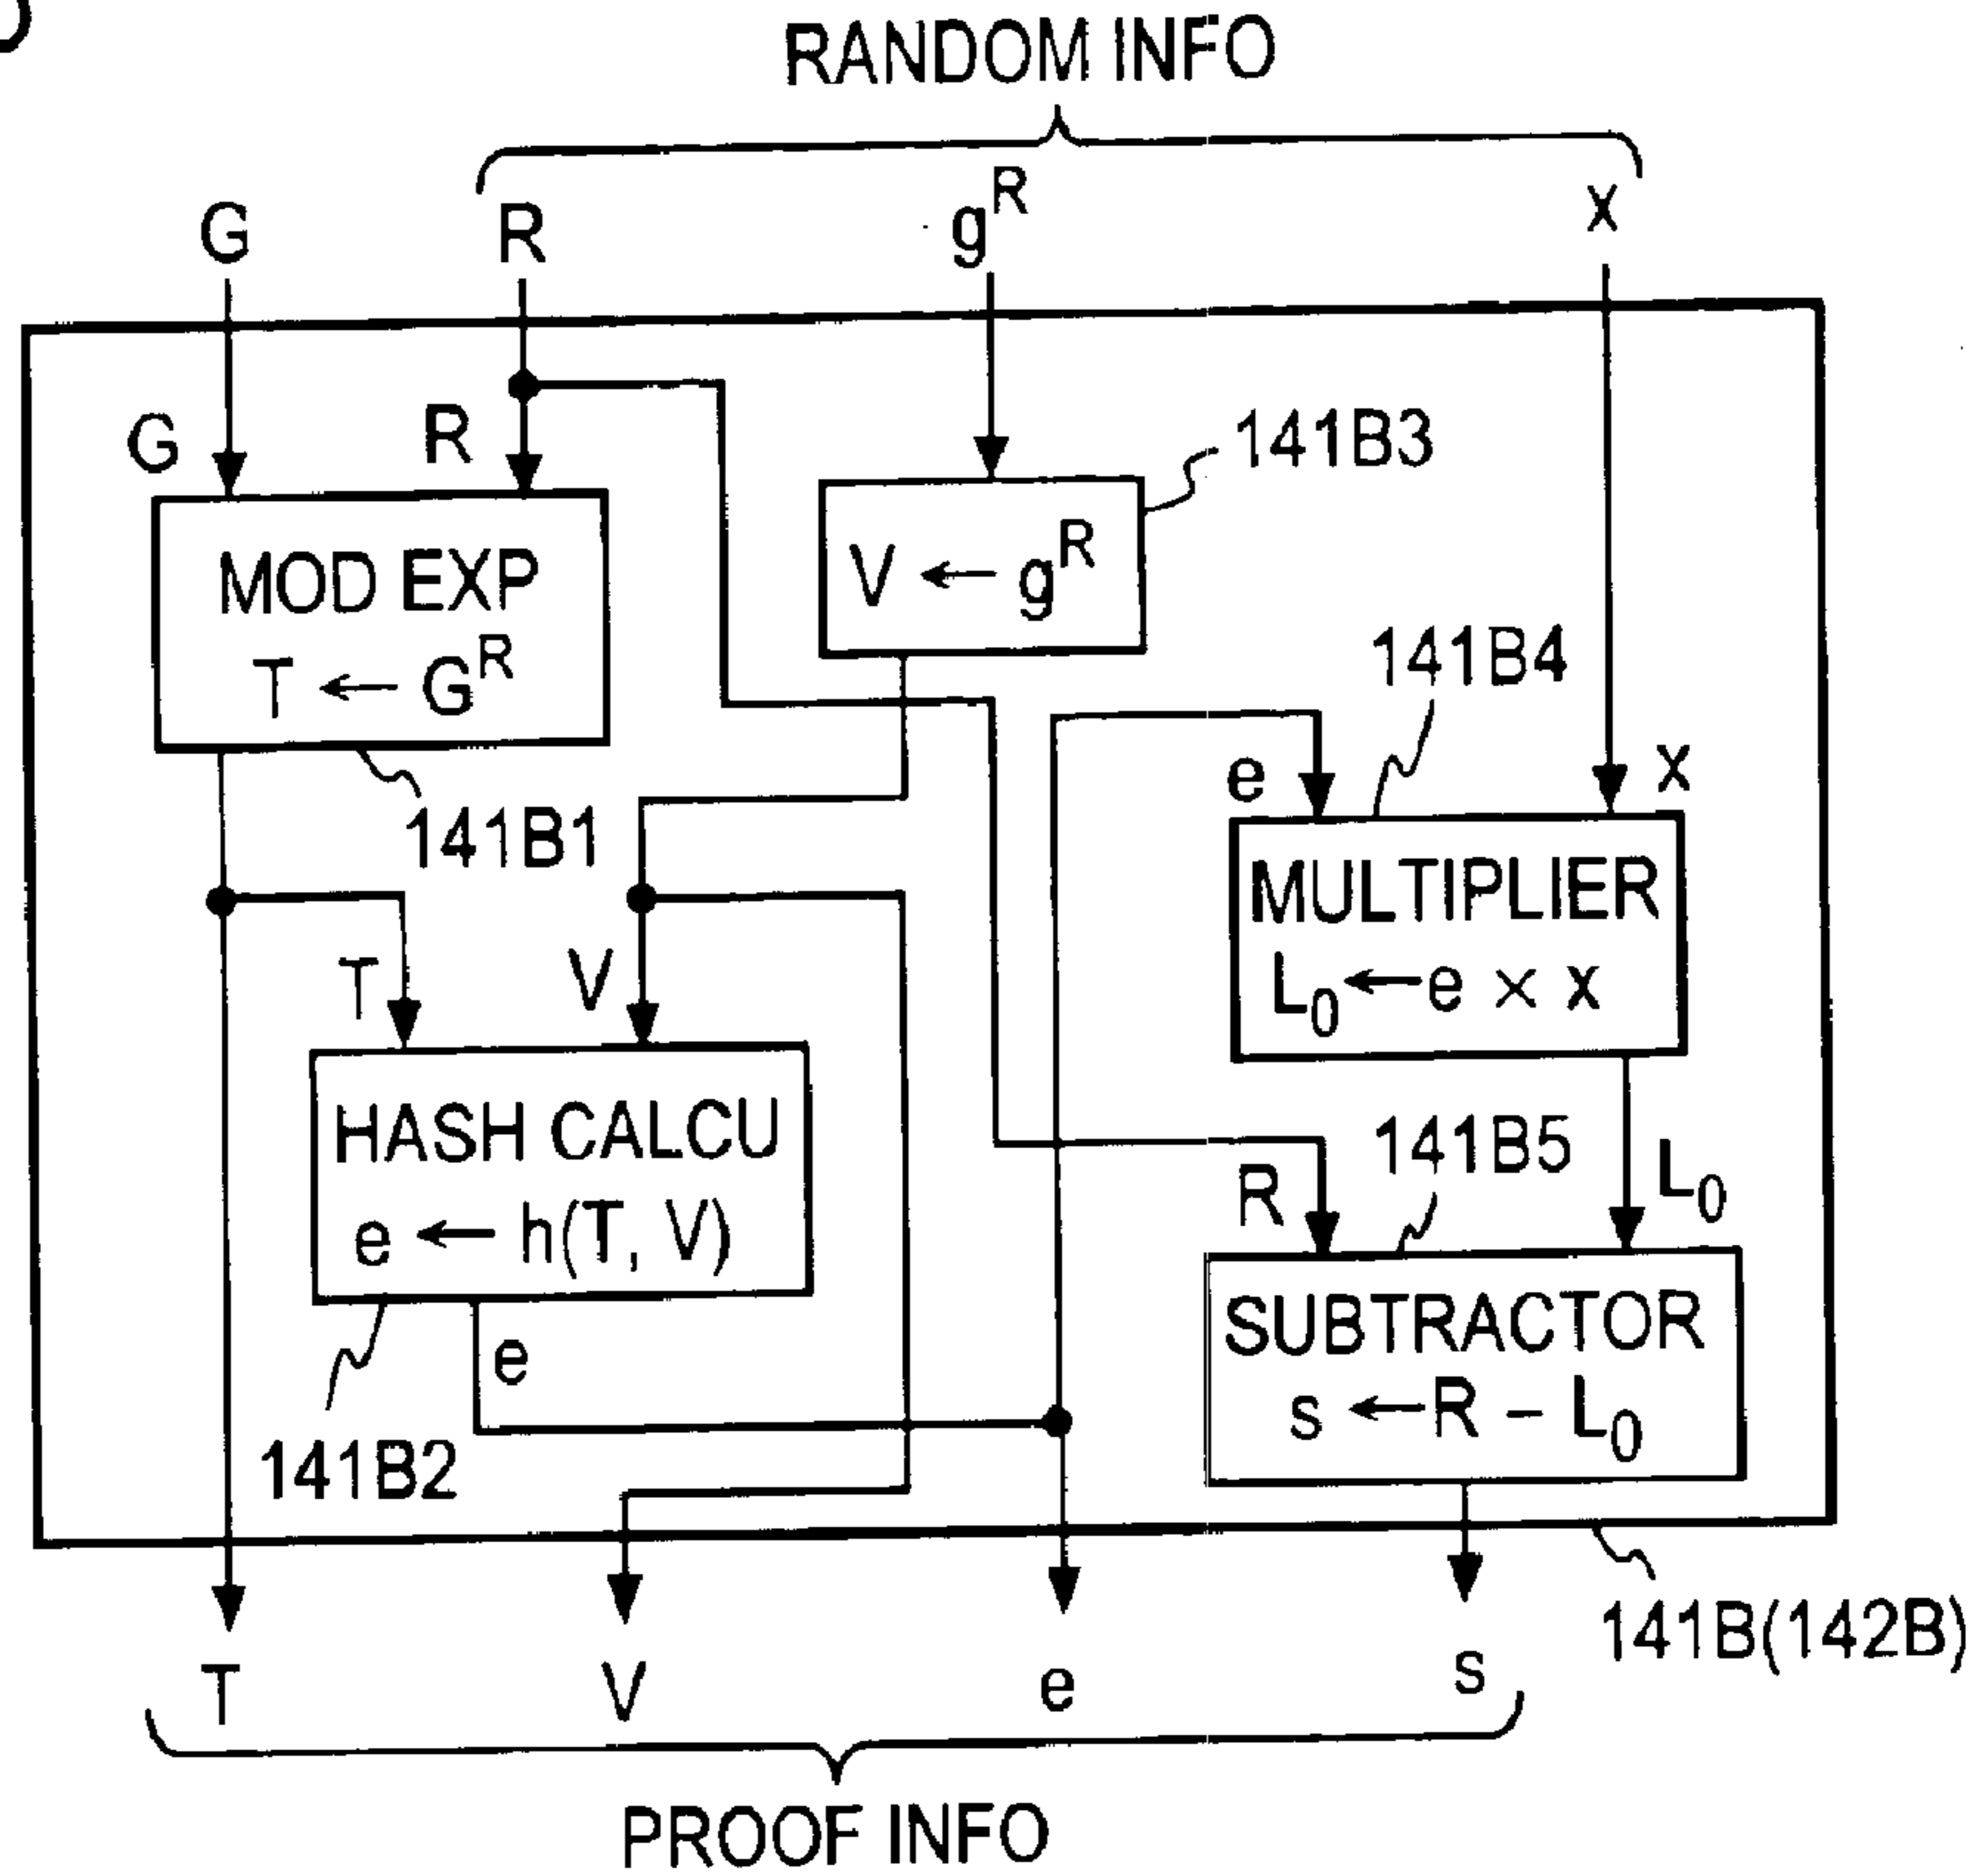 RANDOM INFO
G R g^R x
G R
141B3
MOD EXP
T ← G^R
V ← g^R
141B4
e x
141B1
MULTIPLIER
L₀ ← e × x
T V
HASH CALCU
e ← h(T, V)
141B5
R L₀
SUBTRACTOR
s ← R – L₀
e
141B2
141B(142B)
T V e s
PROOF INFO